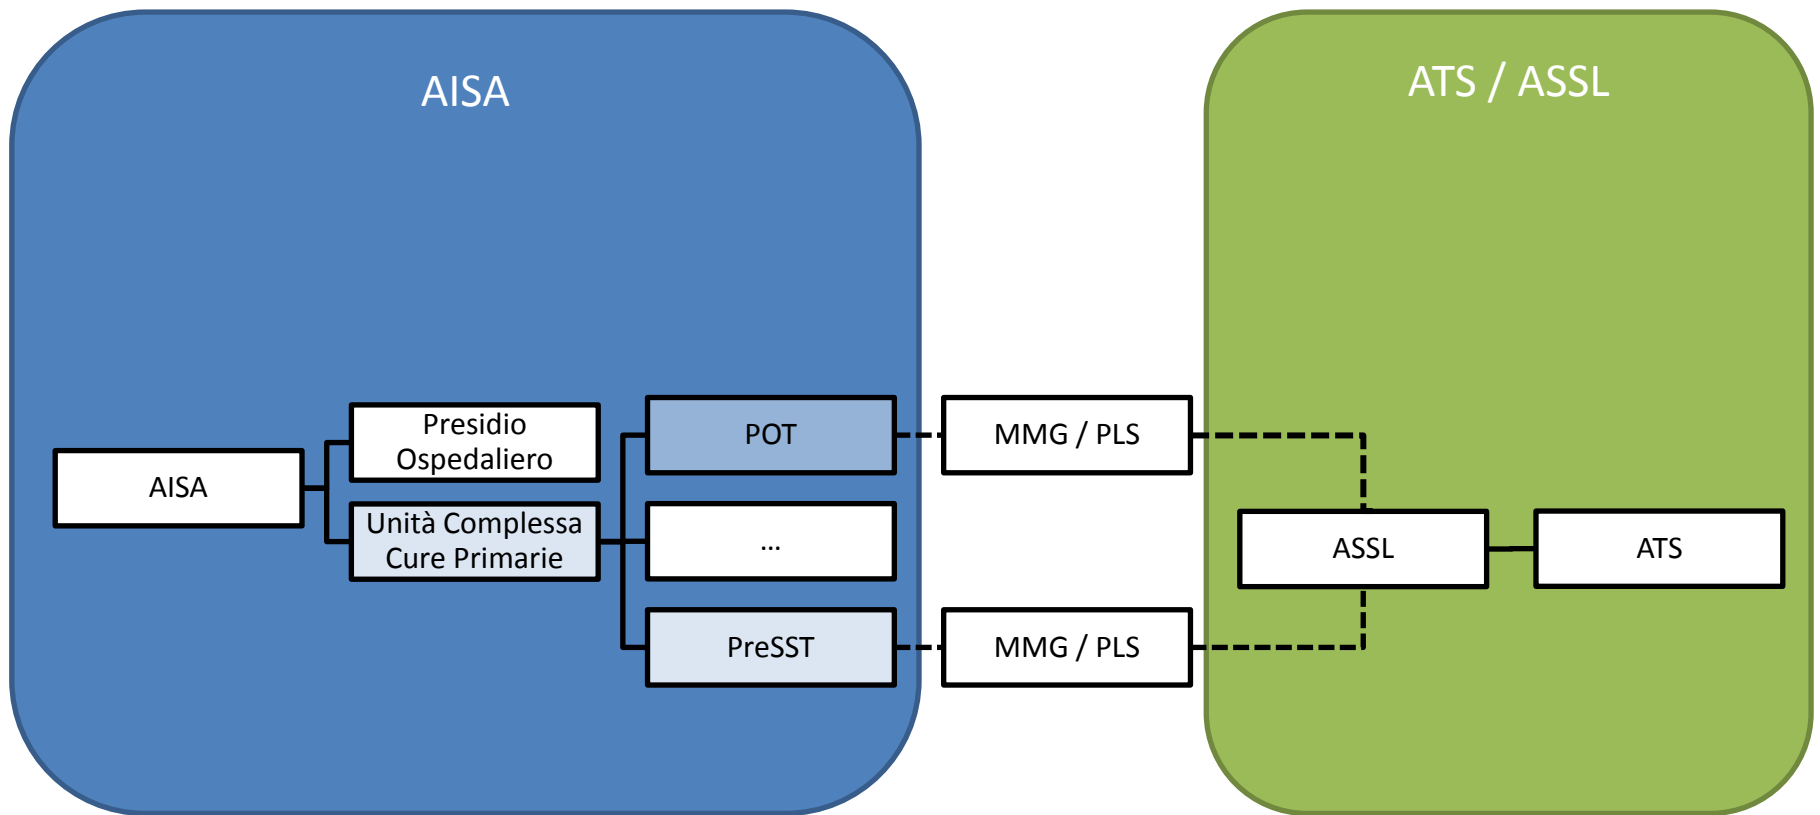 AISA
ATS / ASSL
AISA
Presidio
Ospedaliero
Unità Complessa
Cure Primarie
POT
...
PreSST
MMG / PLS
MMG / PLS
ASSL
ATS